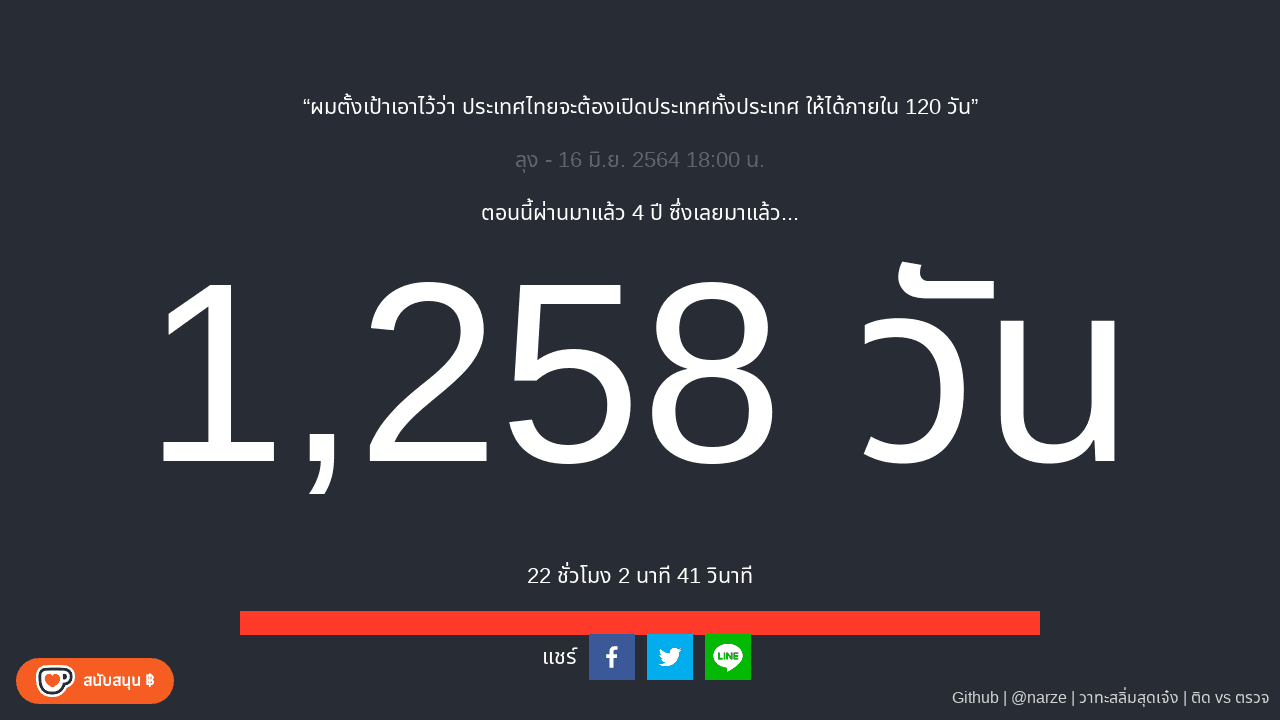 “ผมตั้งเป้าเอาไว้ว่า ประเทศไทยจะต้องเปิดประเทศทั้งประเทศ ให้ได้ภายใน 120 วัน”
ลุง - 16 มิ.ย. 2564 18:00 น.
ตอนนี้ผ่านมาแล้ว 4 ปี ซึ่งเลยมาแล้ว...
1,258 วัน
22 ชั่วโมง 2 นาที 41 วินาที
แชร์
LINE
สนับสนุน ฿
Github | @narze | วาทะสลิ่มสุดเจ๋ง | ติด vs ตรวจ